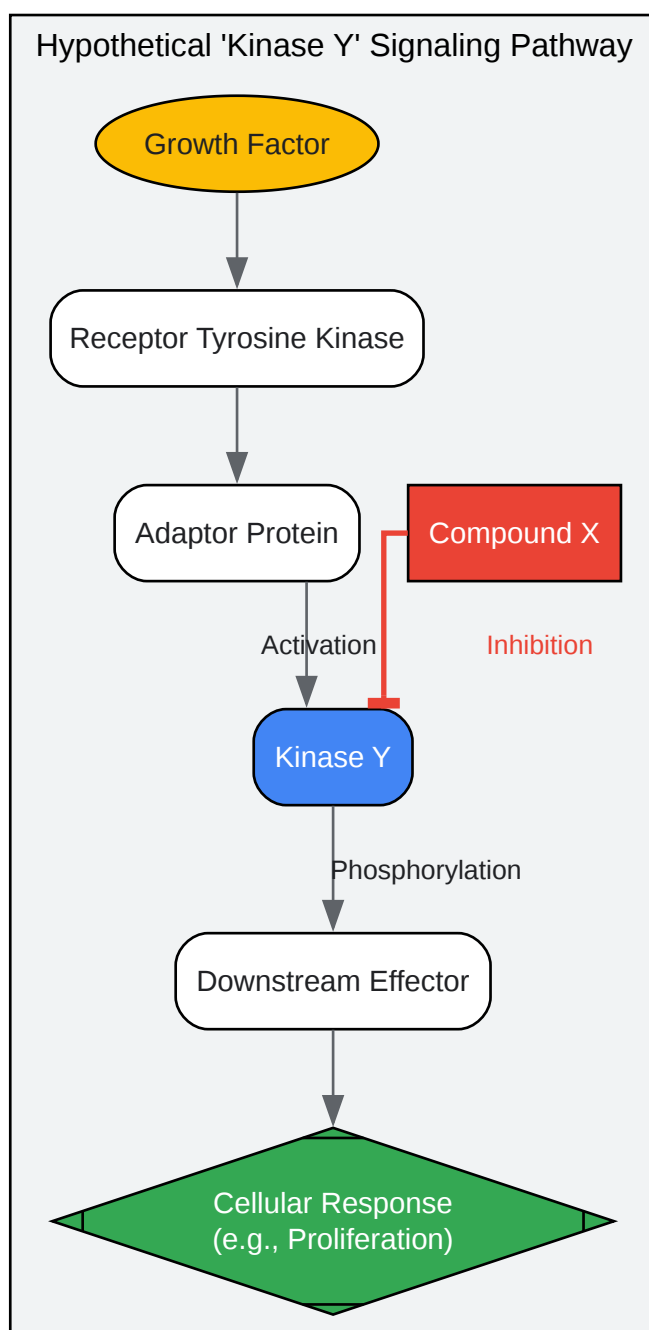 Hypothetical 'Kinase Y' Signaling Pathway
Growth Factor
Receptor Tyrosine Kinase
Adaptor Protein
Compound X
Activation
Inhibition
Kinase Y
Phosphorylation
Downstream Effector
Cellular Response
(e.g., Proliferation)